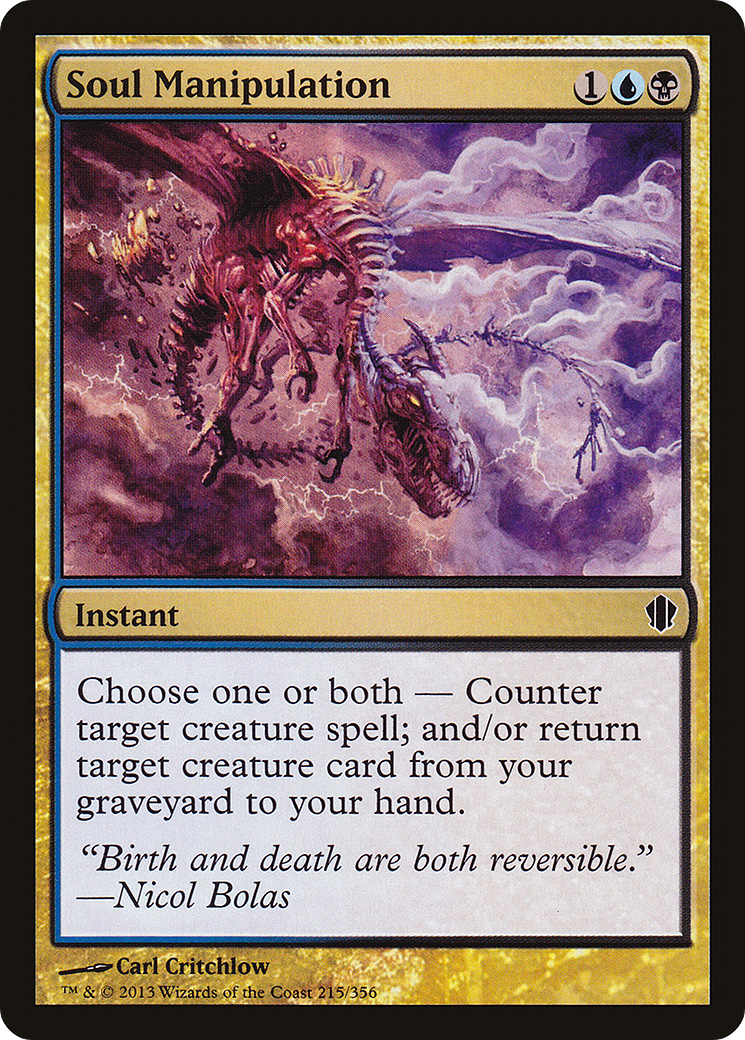 Soul Manipulation 1
Instant
Choose one or both — Counter
target creature spell; and/or return
target creature card from your
graveyard to your hand.
“Birth and death are both reversible.”
—Nicol Bolas
Carl Critchlow
™ & © 2013 Wizards of the Coast 215/356